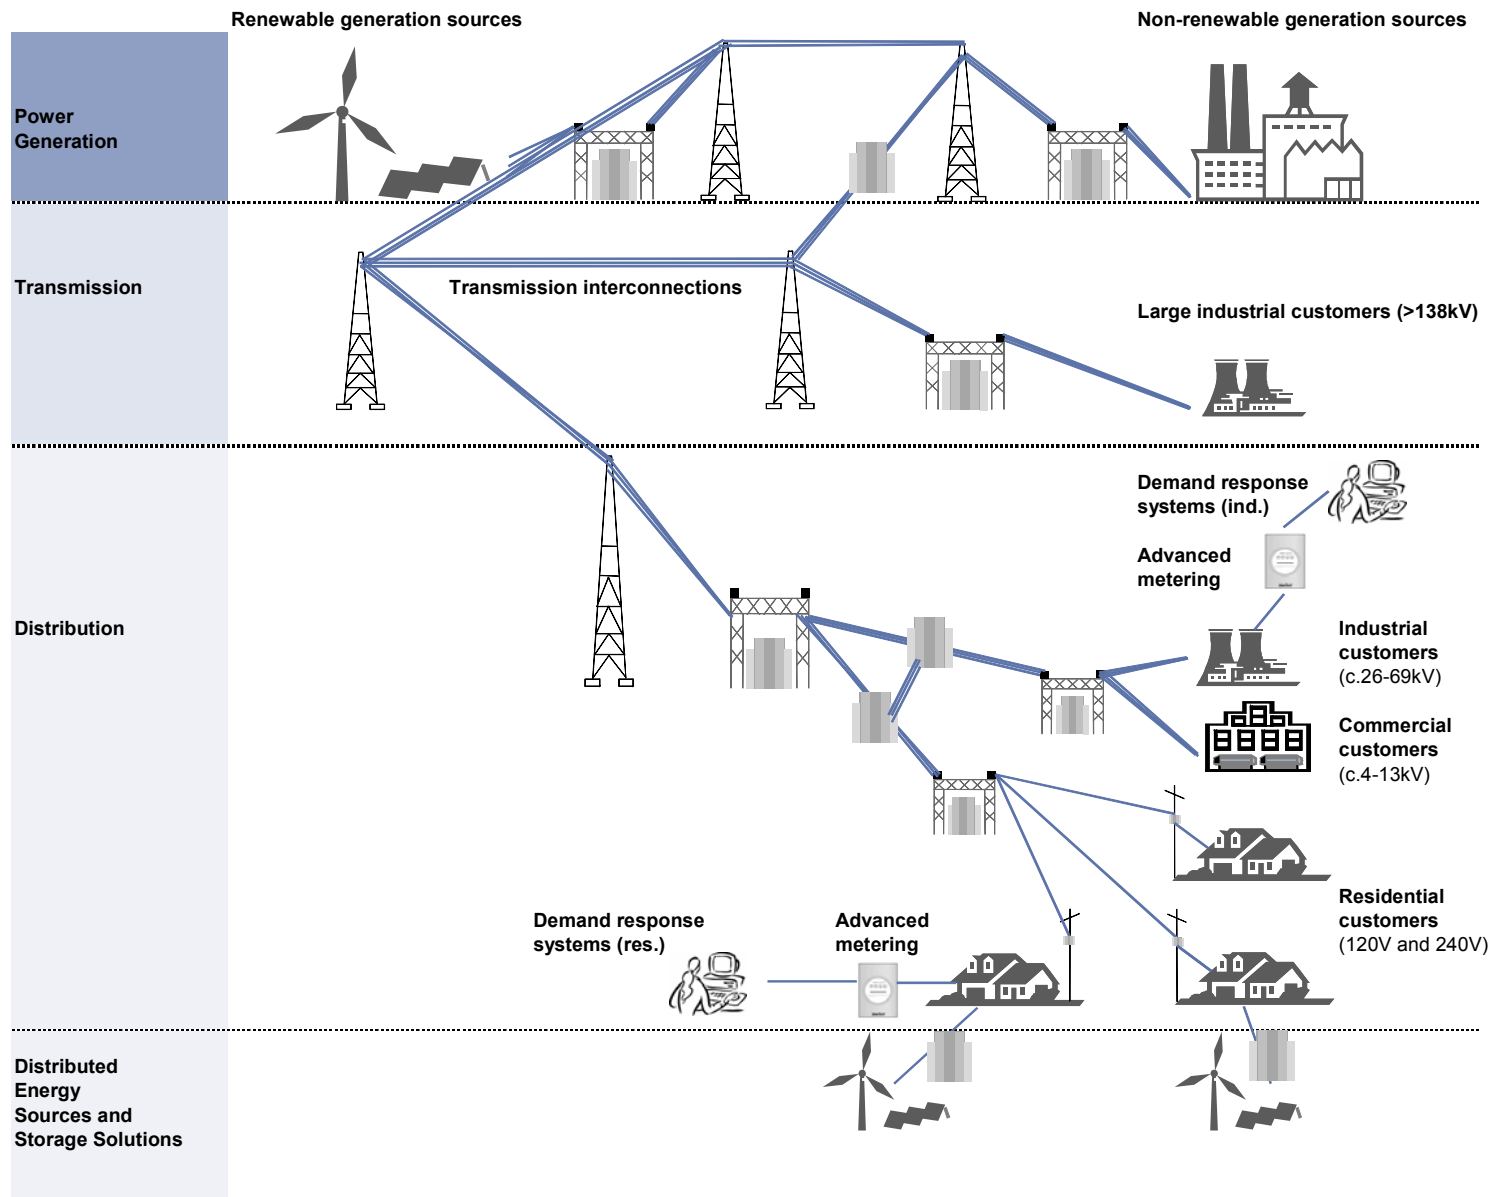 Renewable generation sources
Non-renewable generation sources
Power
Generation
Transmission
Transmission interconnections
Large industrial customers (>138kV)
Demand response
systems (ind.)
Advanced
metering
Distribution
Industrial
customers
(c.26-69kV)
Commercial
customers
(c.4-13kV)
Residential
customers
(120V and 240V)
Demand response
systems (res.)
Advanced
metering
Distributed
Energy
Sources and
Storage Solutions